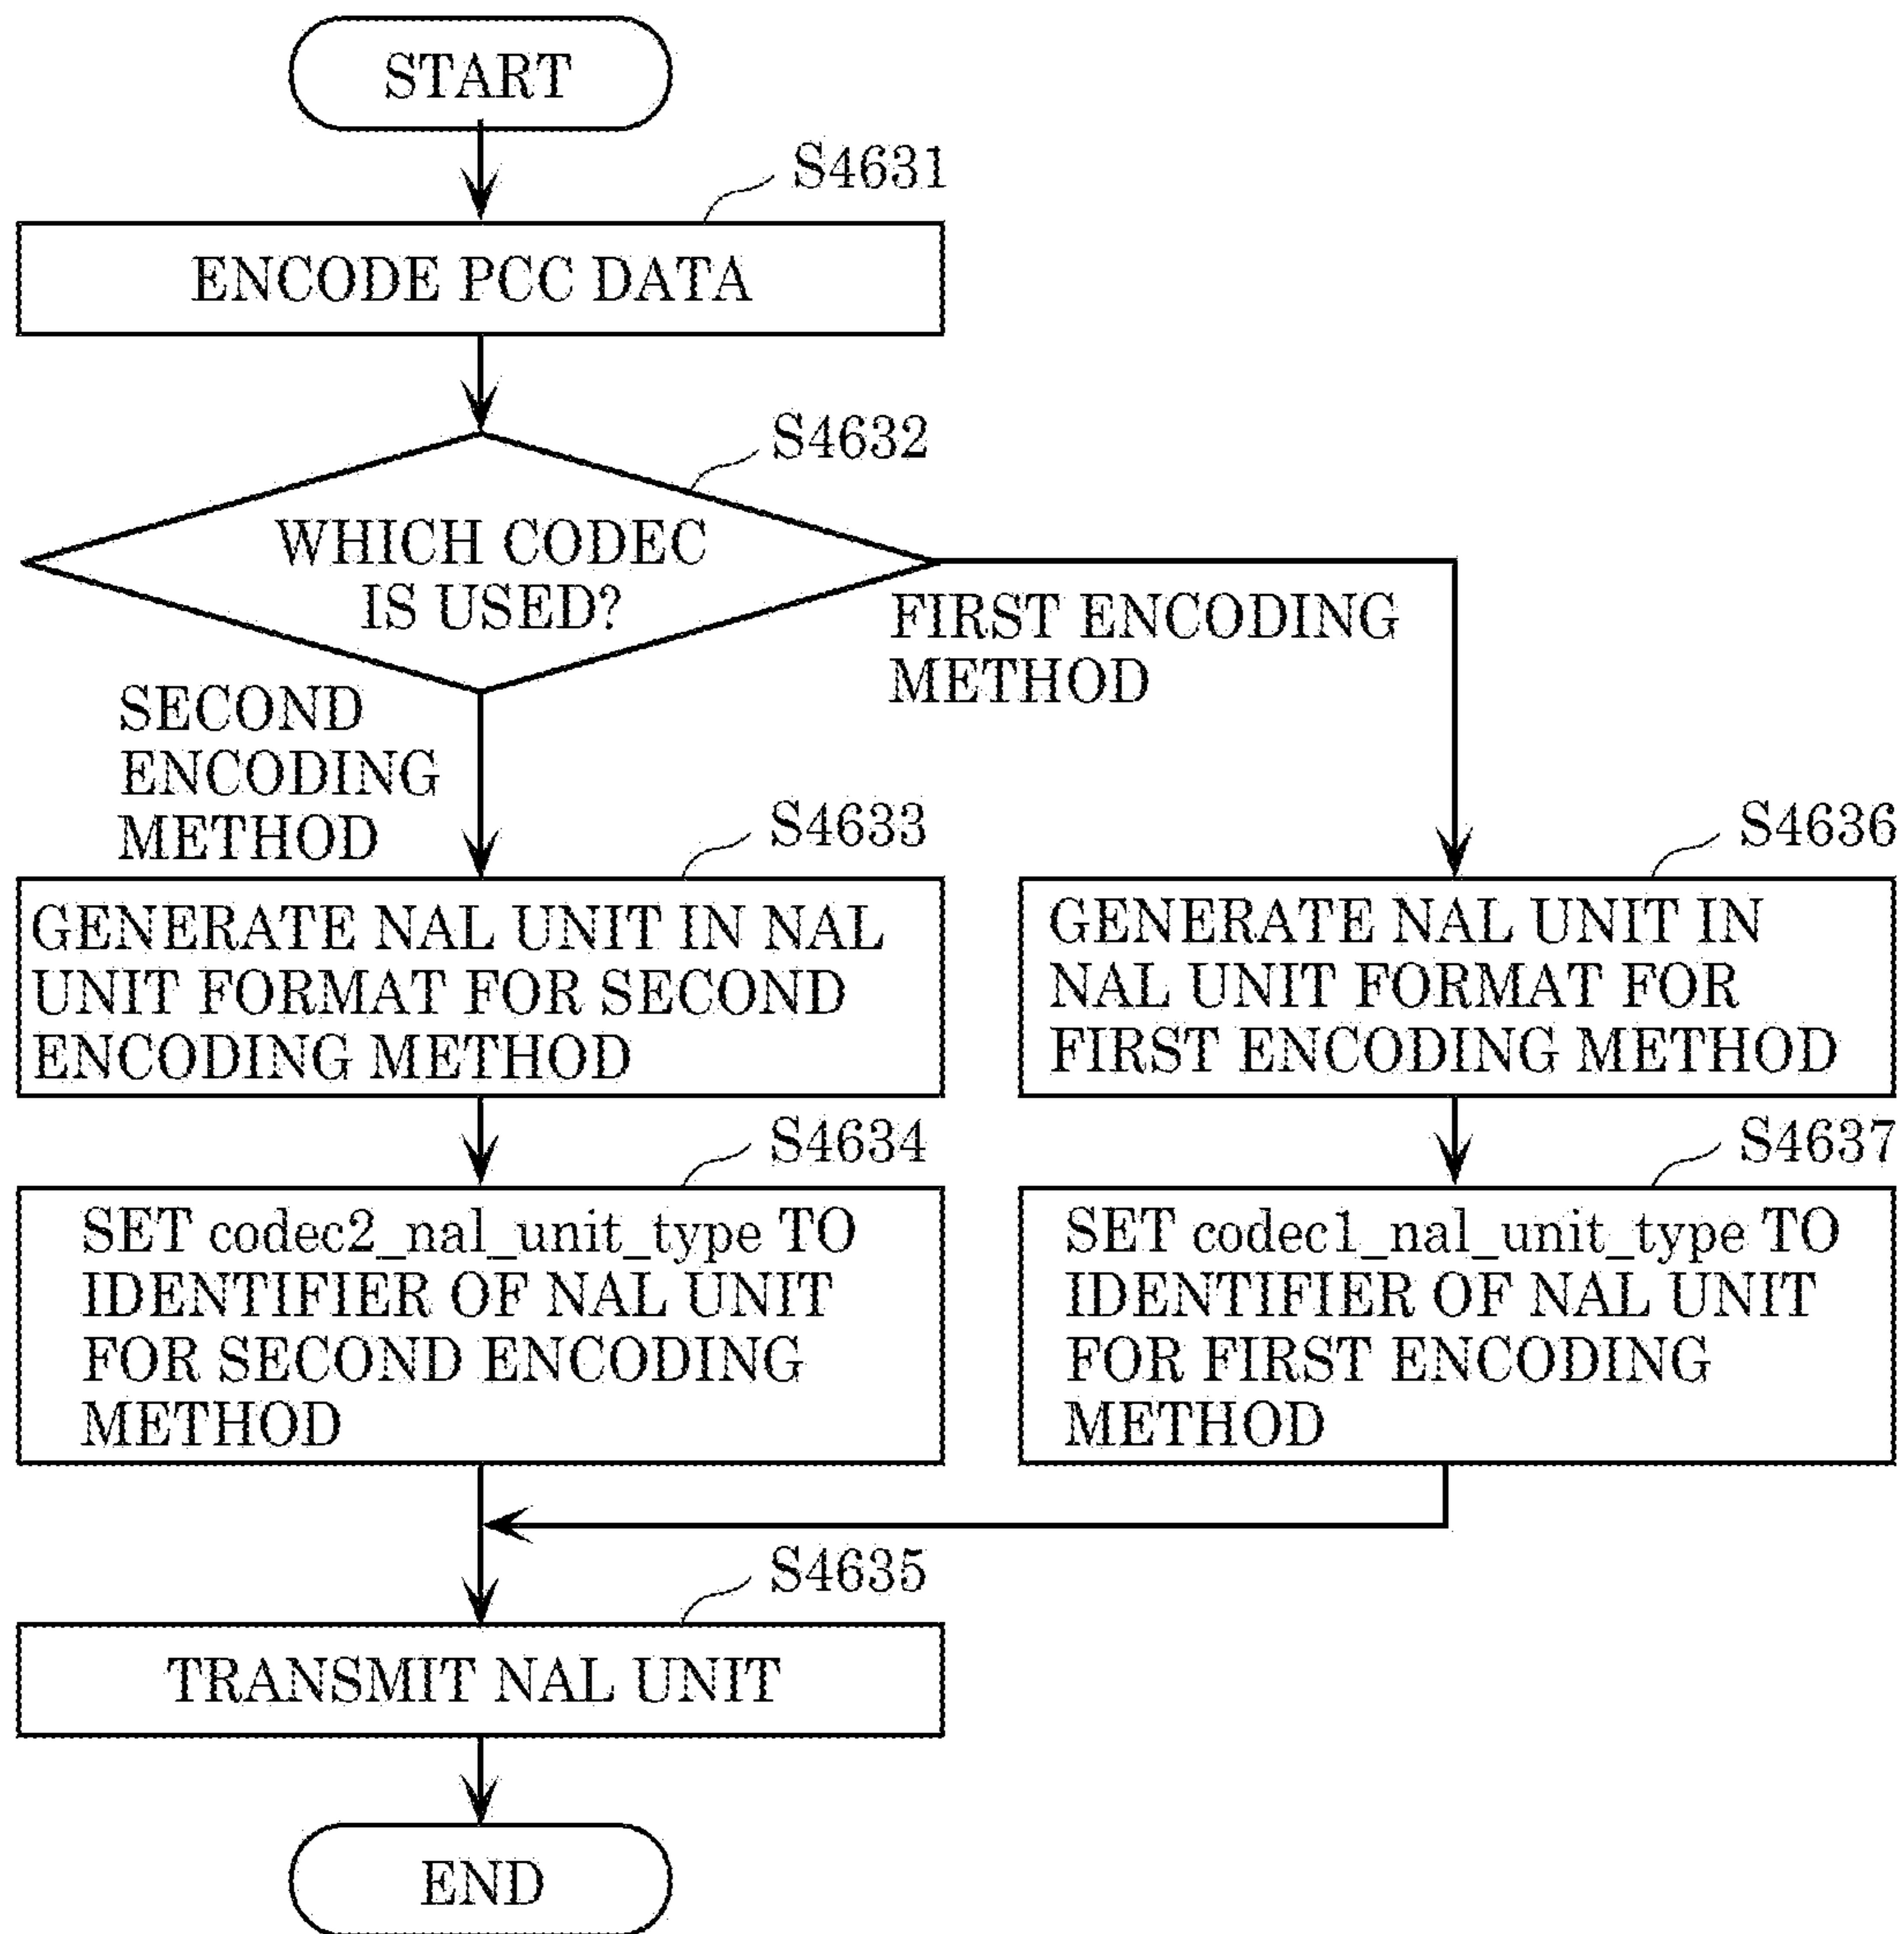 START
S4631
ENCODE PCC DATA
S4632
WHICH CODEC
IS USED?
FIRST ENCODING
METHOD
SECOND
ENCODING
METHOD
S4633
GENERATE NAL UNIT IN NAL
UNIT FORMAT FOR SECOND
ENCODING METHOD
S4636
GENERATE NAL UNIT IN
NAL UNIT FORMAT FOR
FIRST ENCODING METHOD
S4634
SET codec2_nal_unit_type TO
IDENTIFIER OF NAL UNIT
FOR SECOND ENCODING
METHOD
S4637
SET codec1_nal_unit_type TO
IDENTIFIER OF NAL UNIT
FOR FIRST ENCODING
METHOD
S4635
TRANSMIT NAL UNIT
END